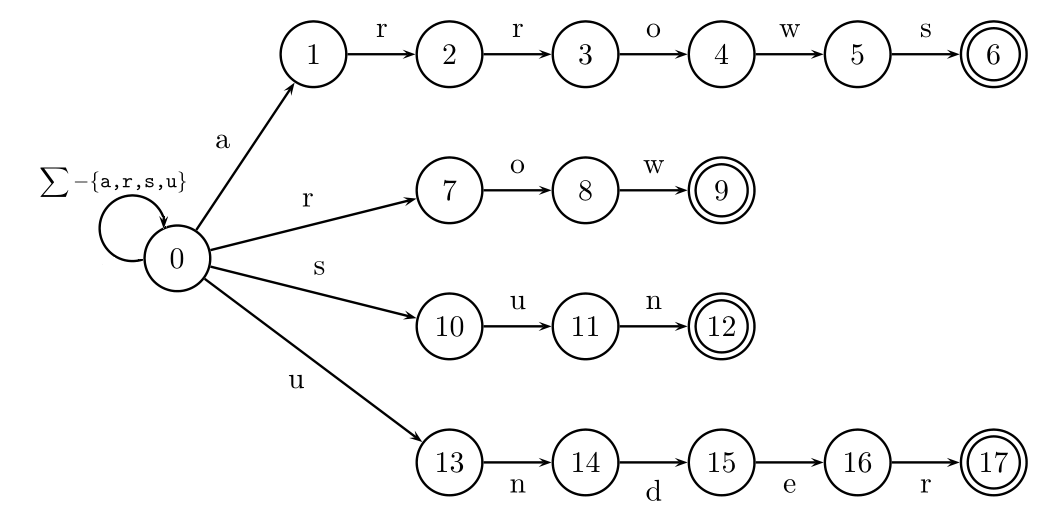 r r o w s
1 2 3 4 5 6
a
o w
∑ −{a,r,s,u}
r
7 8 9
0
s
u n
10 11 12
u
13 14 15 16 17
n d e r